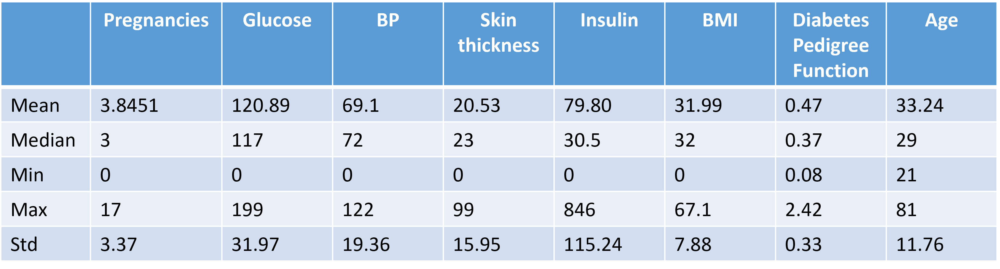 Pregnancies Glucose BP Skin thickness Insulin BMI Diabetes Pedigree Function Age
Mean 3.8451 120.89 69.1 20.53 79.80 31.99 0.47 33.24
Median 3 117 72 23 30.5 32 0.37 29
Min 0 0 0 0 0 0 0.08 21
Max 17 199 122 99 846 67.1 2.42 81
Std 3.37 31.97 19.36 15.95 115.24 7.88 0.33 11.76